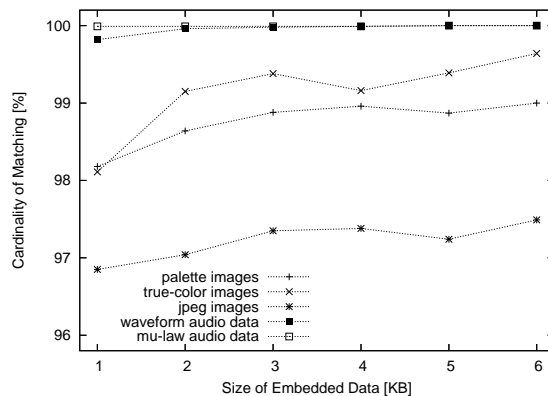 100
99
98
97
96
Cardinality of Matching [%]
palette images
true-color images
jpeg images
waveform audio data
mu-law audio data
1 2 3 4 5 6
Size of Embedded Data [KB]